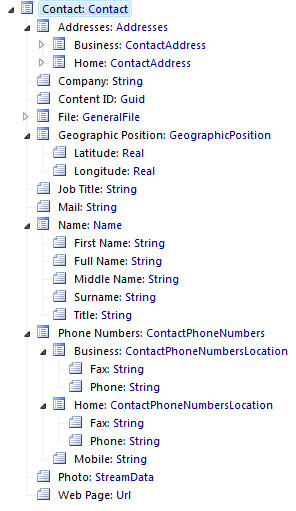 Contact: Contact
Addresses: Addresses
Business: ContactAddress
Home: ContactAddress
Company: String
Content ID: Guid
File: GeneralFile
Geographic Position: GeographicPosition
Latitude: Real
Longitude: Real
Job Title: String
Mail: String
Name: Name
First Name: String
Full Name: String
Middle Name: String
Surname: String
Title: String
Phone Numbers: ContactPhoneNumbers
Business: ContactPhoneNumbersLocation
Fax: String
Phone: String
Home: ContactPhoneNumbersLocation
Fax: String
Phone: String
Mobile: String
Photo: StreamData
Web Page: Url